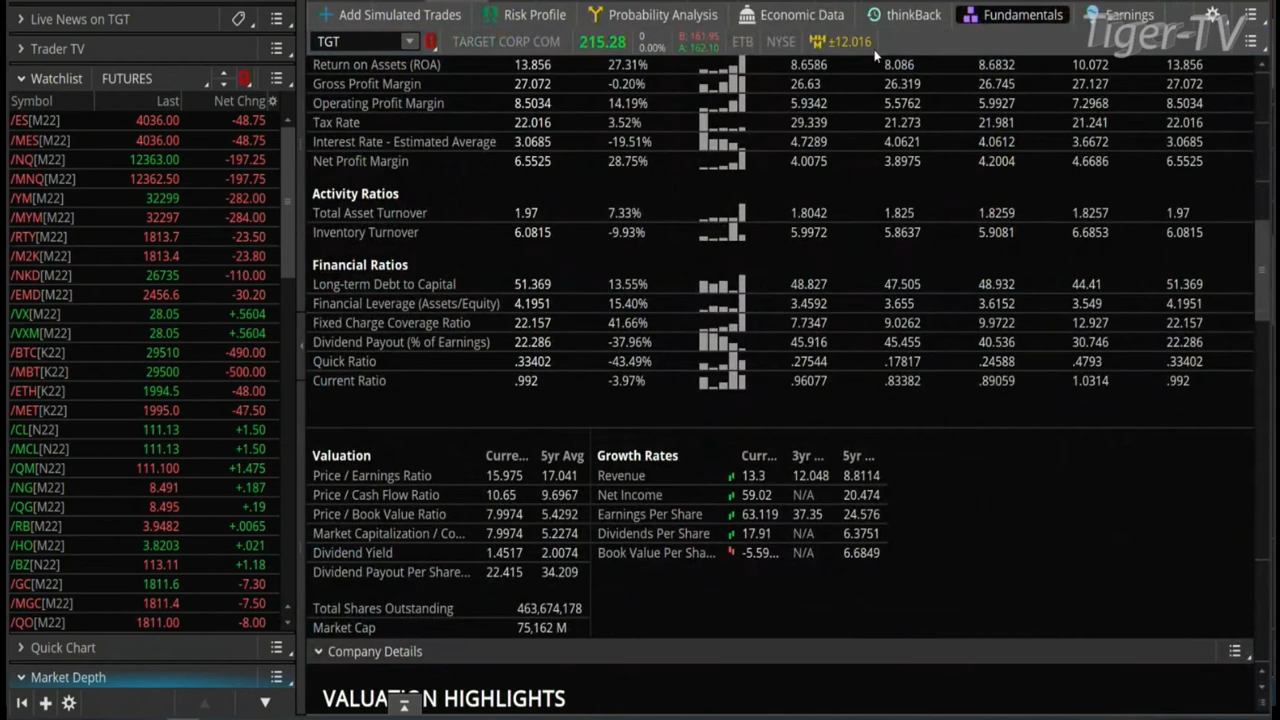 Live News on TGT
Trader TV
Watchlist FUTURES
Symbol Last Net Chng
/ES[M22] 4036.00 -48.75
/MES[M22] 4036.00 -48.75
/NQ[M22] 12363.00 -197.25
/MNQ[M22] 12362.50 -197.75
/YM[M22] 32299 -282.00
/MYM[M22] 32297 -284.00
/RTY[M22] 1813.7 -23.50
/M2K[M22] 1813.4 -23.80
/NKD[M22] 26735 -110.00
/EMD[M22] 2456.6 -30.20
/VX[M22] 28.05 +.5604
/VXM[M22] 28.05 +.5604
/BTC[K22] 29510 -490.00
/MBT[K22] 29500 -500.00
/ETH[K22] 1994.5 -48.00
/MET[K22] 1995.0 -47.50
/CL[N22] 111.13 +1.50
/MCL[N22] 111.13 +1.50
/QM[N22] 111.100 +1.475
/NG[M22] 8.491 +.187
/QG[M22] 8.495 +.19
/RB[M22] 3.9482 +.0065
/HO[M22] 3.8203 +.021
/BZ[N22] 113.11 +1.18
/GC[M22] 1811.6 -7.30
/MGC[M22] 1811.4 -7.50
/QO[M22] 1811.00 -8.00
Quick Chart
Market Depth
Add Simulated Trades Risk Profile Probability Analysis Economic Data thinkBack Fundamentals Earnings
Tiger-TV
TGT TARGET CORP COM 215.28 0 0.00% B: 161.95 A: 162.10 ETB NYSE ±12.016
Return on Assets (ROA) 13.856 27.31% 8.6586 8.086 8.6832 10.072 13.856
Gross Profit Margin 27.072 -0.20% 26.63 26.319 26.745 27.127 27.072
Operating Profit Margin 8.5034 14.19% 5.9342 5.5762 5.9927 7.2968 8.5034
Tax Rate 22.016 3.52% 29.339 21.273 21.981 21.241 22.016
Interest Rate - Estimated Average 3.0685 -19.51% 4.7289 4.0621 4.0612 3.6672 3.0685
Net Profit Margin 6.5525 28.75% 4.0075 3.8975 4.2004 4.6686 6.5525
Activity Ratios
Total Asset Turnover 1.97 7.33% 1.8042 1.825 1.8259 1.8257 1.97
Inventory Turnover 6.0815 -9.93% 5.9972 5.8637 5.9081 6.6853 6.0815
Financial Ratios
Long-term Debt to Capital 51.369 13.55% 48.827 47.505 48.932 44.41 51.369
Financial Leverage (Assets/Equity) 4.1951 15.40% 3.4592 3.655 3.6152 3.549 4.1951
Fixed Charge Coverage Ratio 22.157 41.66% 7.7347 9.0262 9.9722 12.927 22.157
Dividend Payout (% of Earnings) 22.286 -37.96% 45.916 45.455 40.536 30.746 22.286
Quick Ratio .33402 -43.49% .27544 .17817 .24588 .4793 .33402
Current Ratio .992 -3.97% .96077 .83382 .89059 1.0314 .992
Valuation Curre... 5yr Avg
Price / Earnings Ratio 15.975 17.041
Price / Cash Flow Ratio 10.65 9.6967
Price / Book Value Ratio 7.9974 5.4292
Market Capitalization / Co... 7.9974 5.2274
Dividend Yield 1.4517 2.0074
Dividend Payout Per Share... 22.415 34.209
Total Shares Outstanding 463,674,178
Market Cap 75,162 M
Growth Rates Curr... 3yr ... 5yr ...
Revenue 13.3 12.048 8.8114
Net Income 59.02 N/A 20.474
Earnings Per Share 63.119 37.35 24.576
Dividends Per Share 17.91 N/A 6.3751
Book Value Per Sha... -5.59... N/A 6.6849
Company Details
VALUATION HIGHLIGHTS